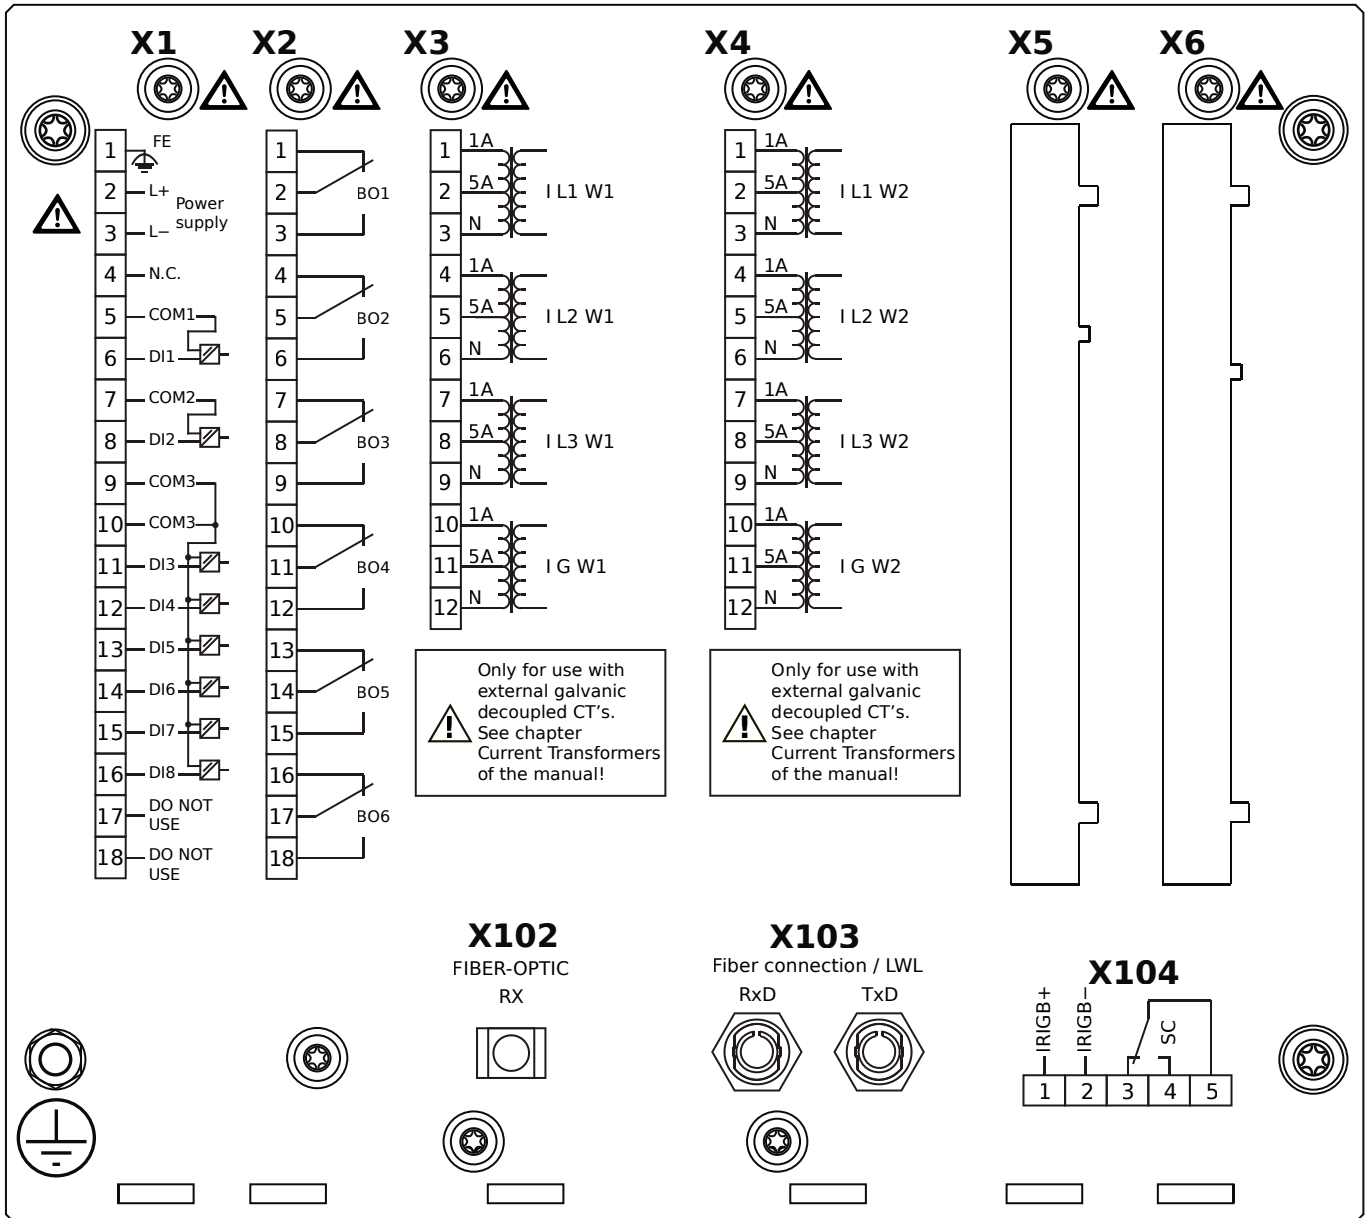 X1
X2
X3
X4
X5
X6
1
FE
2
L+
Power
supply
3
L−
4
N.C.
5
COM1
6
DI1
7
COM2
8
DI2
9
COM3
10
COM3
11
DI3
12
DI4
13
DI5
14
DI6
15
DI7
16
DI8
17
DO NOT
USE
18
DO NOT
USE
1
2
BO1
3
4
5
BO2
6
7
8
BO3
9
10
11
BO4
12
13
14
BO5
15
16
17
BO6
18
1
1A
2
5A
I L1 W1
3
N
4
1A
5
5A
I L2 W1
6
N
7
1A
8
5A
I L3 W1
9
N
10
1A
11
5A
I G W1
12
N
Only for use with
external galvanic
decoupled CT's.
See chapter
Current Transformers
of the manual!
1
1A
2
5A
I L1 W2
3
N
4
1A
5
5A
I L2 W2
6
N
7
1A
8
5A
I L3 W2
9
N
10
1A
11
5A
I G W2
12
N
Only for use with
external galvanic
decoupled CT's.
See chapter
Current Transformers
of the manual!
X102
FIBER-OPTIC
RX
X103
Fiber connection / LWL
RxD
TxD
X104
IRIGB+
IRIGB−
SC
1
2
3
4
5